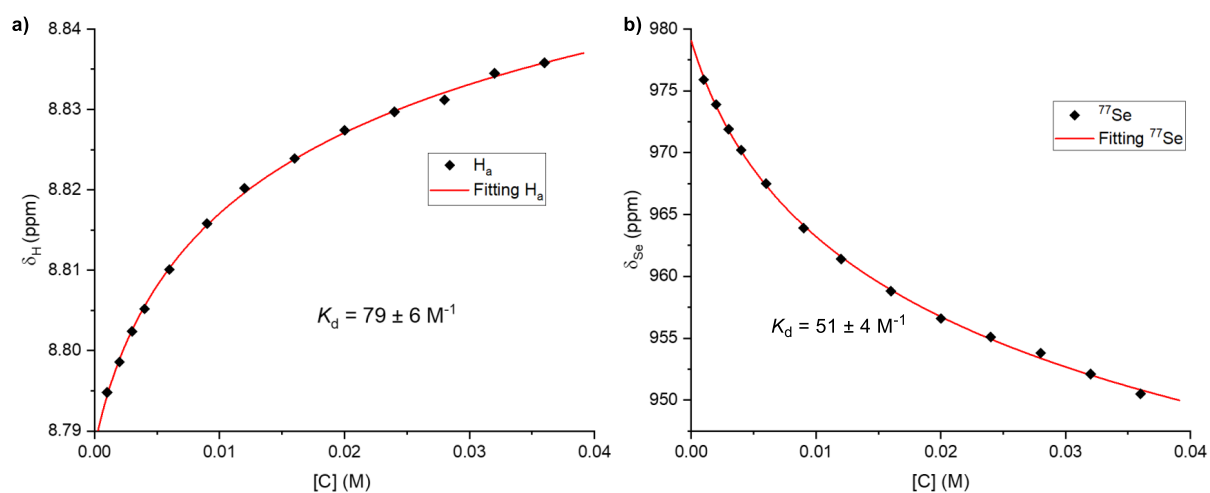 a)
8.84
8.83
8.82
8.81
8.80
8.79
δH (ppm)
Ha
Fitting Ha
Kd = 79 ± 6 M-1
0.00
0.01
0.02
0.03
0.04
[C] (M)
b)
980
975
970
965
960
955
950
δSe (ppm)
77Se
Fitting 77Se
Kd = 51 ± 4 M-1
0.00
0.01
0.02
0.03
0.04
[C] (M)